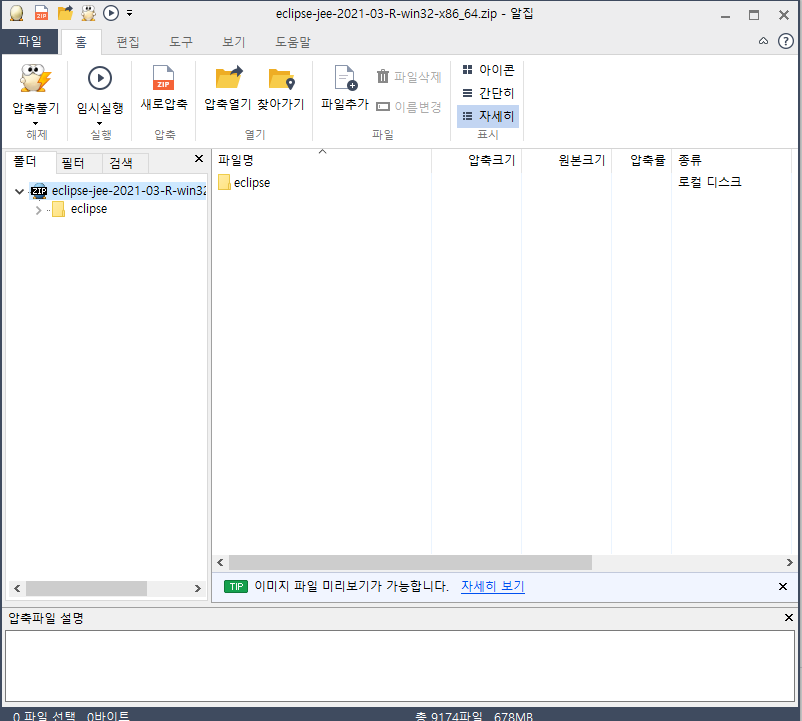 eclipse-jee-2021-03-R-win32-x86_64.zip - 알집
파일 홈 편집 도구 보기 도움말
압축풀기 임시실행 새로압축 압축열기 찾아가기 파일추가 파일삭제 이름변경 아이콘 간단히 자세히
해제 실행 압축 열기 파일 표시
폴더 필터 검색
파일명 압축크기 원본크기 압축률 종류
eclipse-jee-2021-03-R-win32
eclipse
eclipse 로컬 디스크
TIP 이미지 파일 미리보기가 가능합니다. 자세히 보기
압축파일 설명
0 파일 선택 0바이트 총 9174파일 678MB